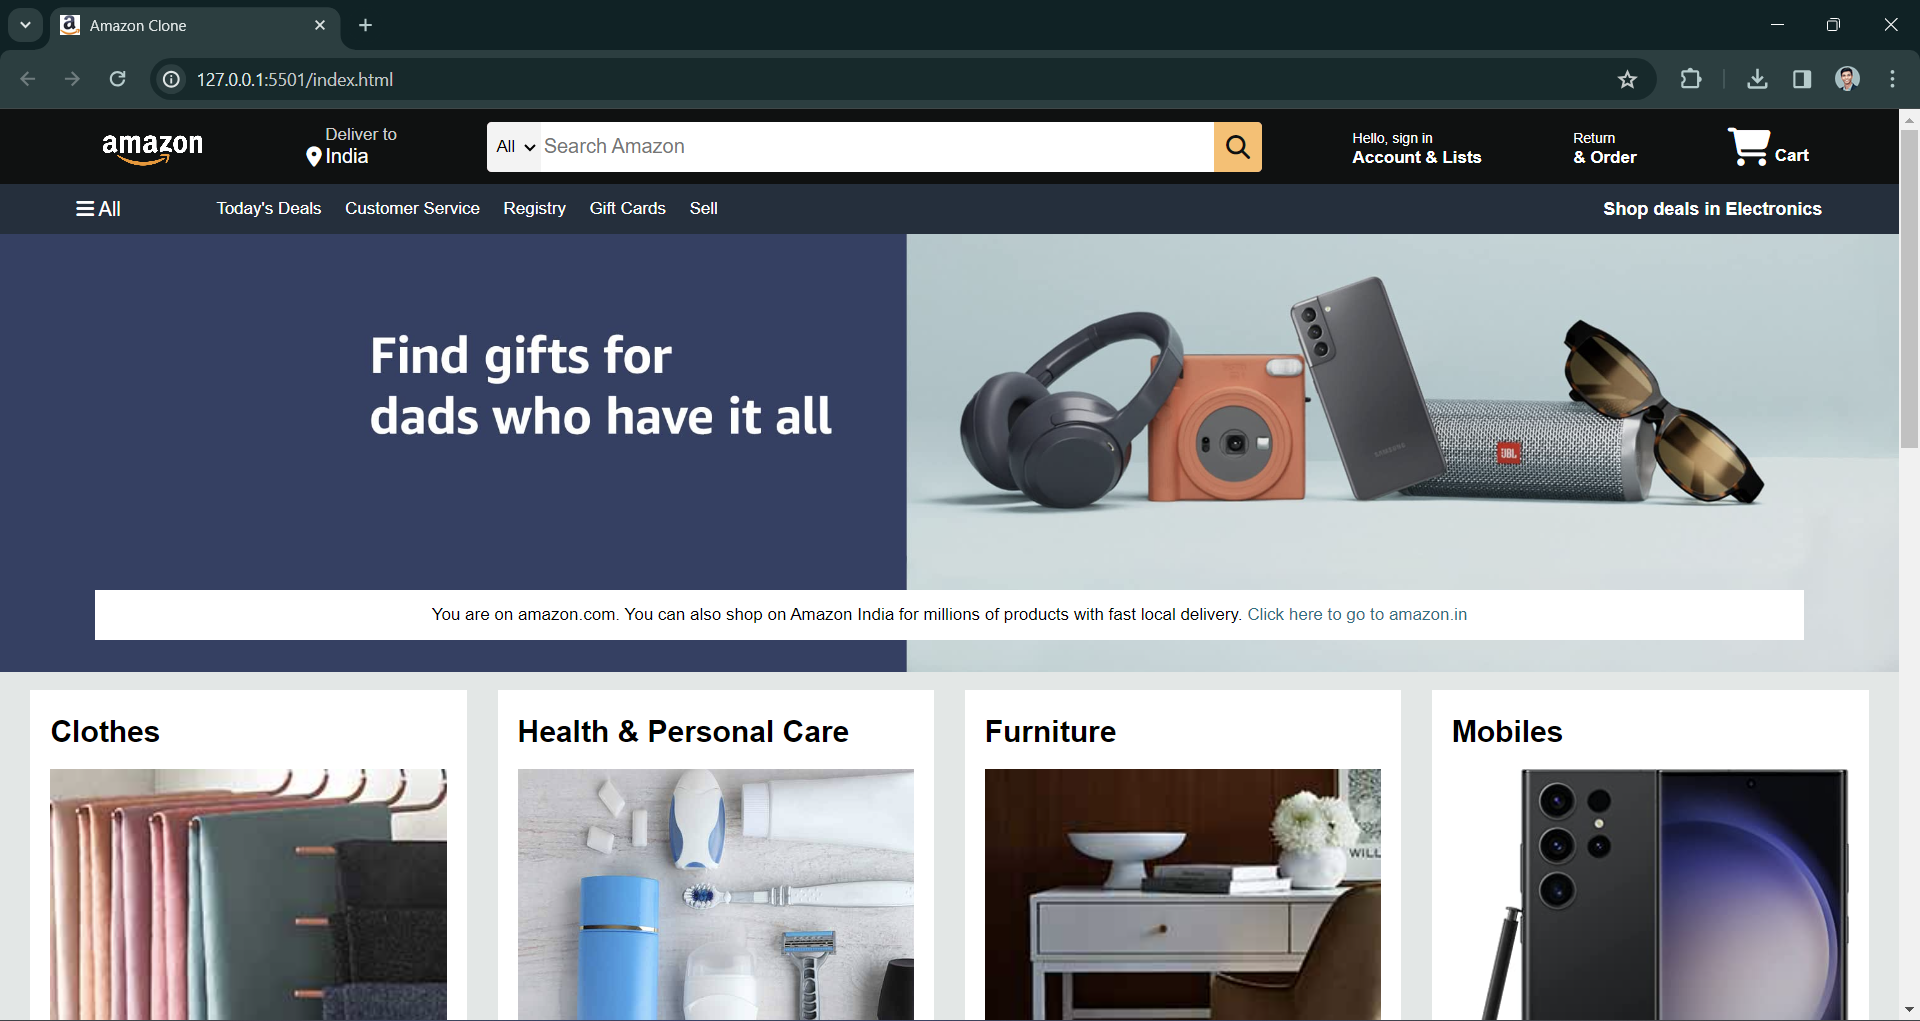 Amazon Clone
127.0.0.1:5501/index.html
amazon
Deliver to
India
All
Search Amazon
Hello, sign in
Account & Lists
Return
& Order
Cart
All
Today's Deals
Customer Service
Registry
Gift Cards
Sell
Shop deals in Electronics
Find gifts for
dads who have it all
SAMSUNG
JBL
You are on amazon.com. You can also shop on Amazon India for millions of products with fast local delivery. Click here to go to amazon.in
Clothes
Health & Personal Care
Furniture
Mobiles
WILL